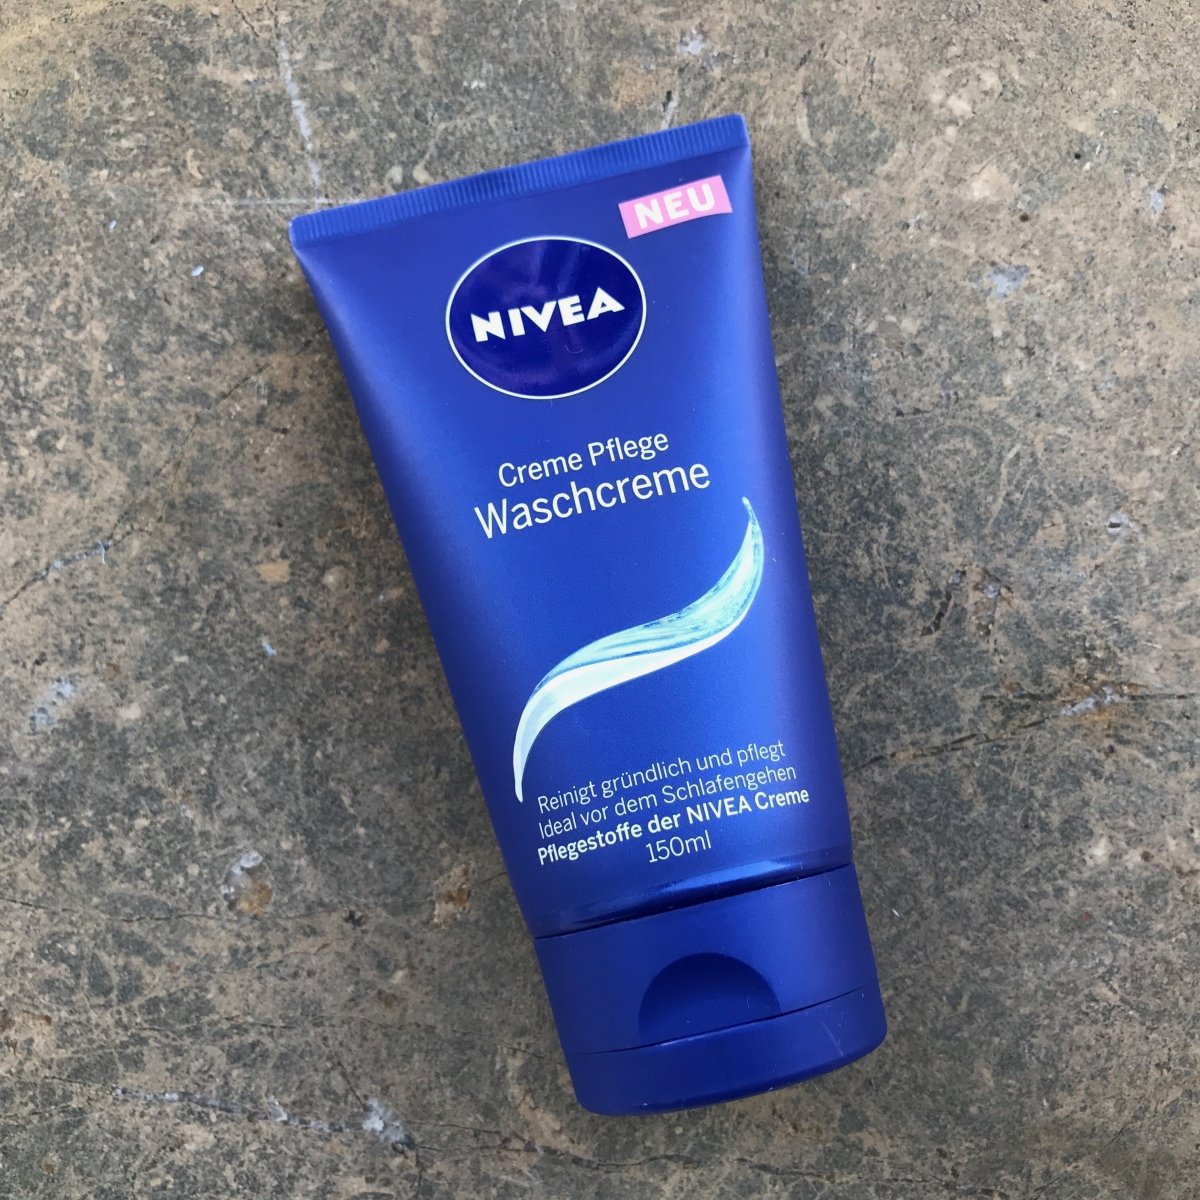 NEU
NIVEA
Creme Pflege
Waschcreme
Reinigt gründlich und pflegt
Ideal vor dem Schlafengehen
Pflegestoffe der NIVEA Creme
150ml